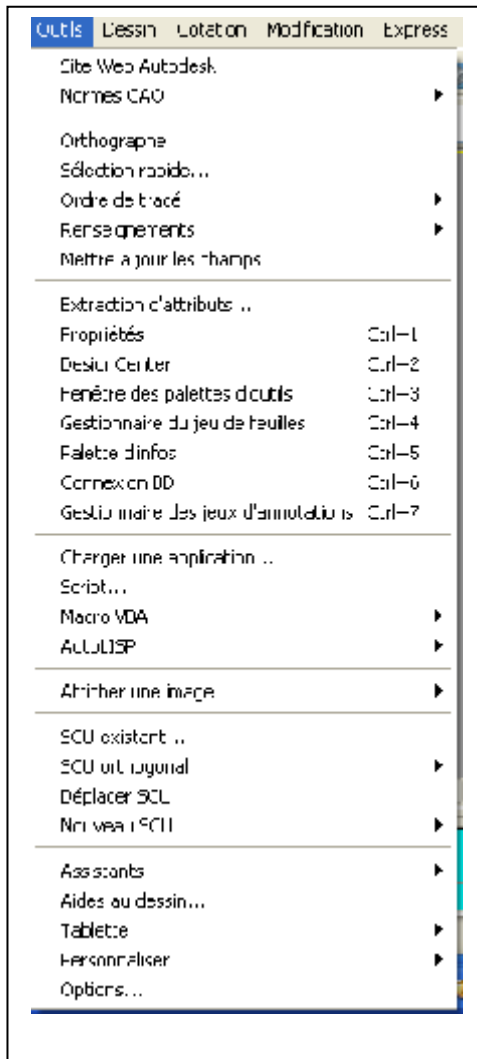 Outils Dessin Cotation Modification Express
Site Web Autodesk
Normes CAO
Orthographe
Sélection rapide...
Ordre de tracé
Renseignements
Mettre à jour les champs
Extraction d'attributs...
Propriétés Ctrl+1
DesignCenter Ctrl+2
Fenêtre des palettes d'outils Ctrl+3
Gestionnaire du jeu de feuilles Ctrl+4
Palette d'infos Ctrl+5
Connexion BD Ctrl+6
Gestionnaire des jeux d'annotations Ctrl+7
Charger une application...
Script...
Macro VBA
AutoLISP
Afficher une image
SCU existant...
SCU orthogonal
Déplacer SCU
Nouveau SCU
Assistants
Aides au dessin...
Tablette
Personnaliser
Options...